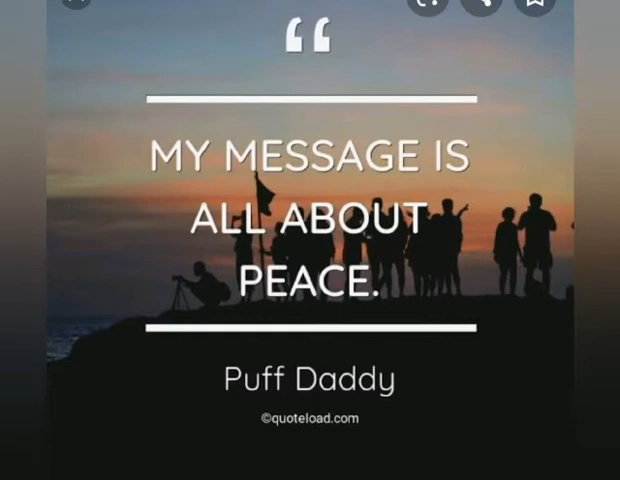 “
MY MESSAGE IS
ALL ABOUT
PEACE.
Puff Daddy
©quoteload.com